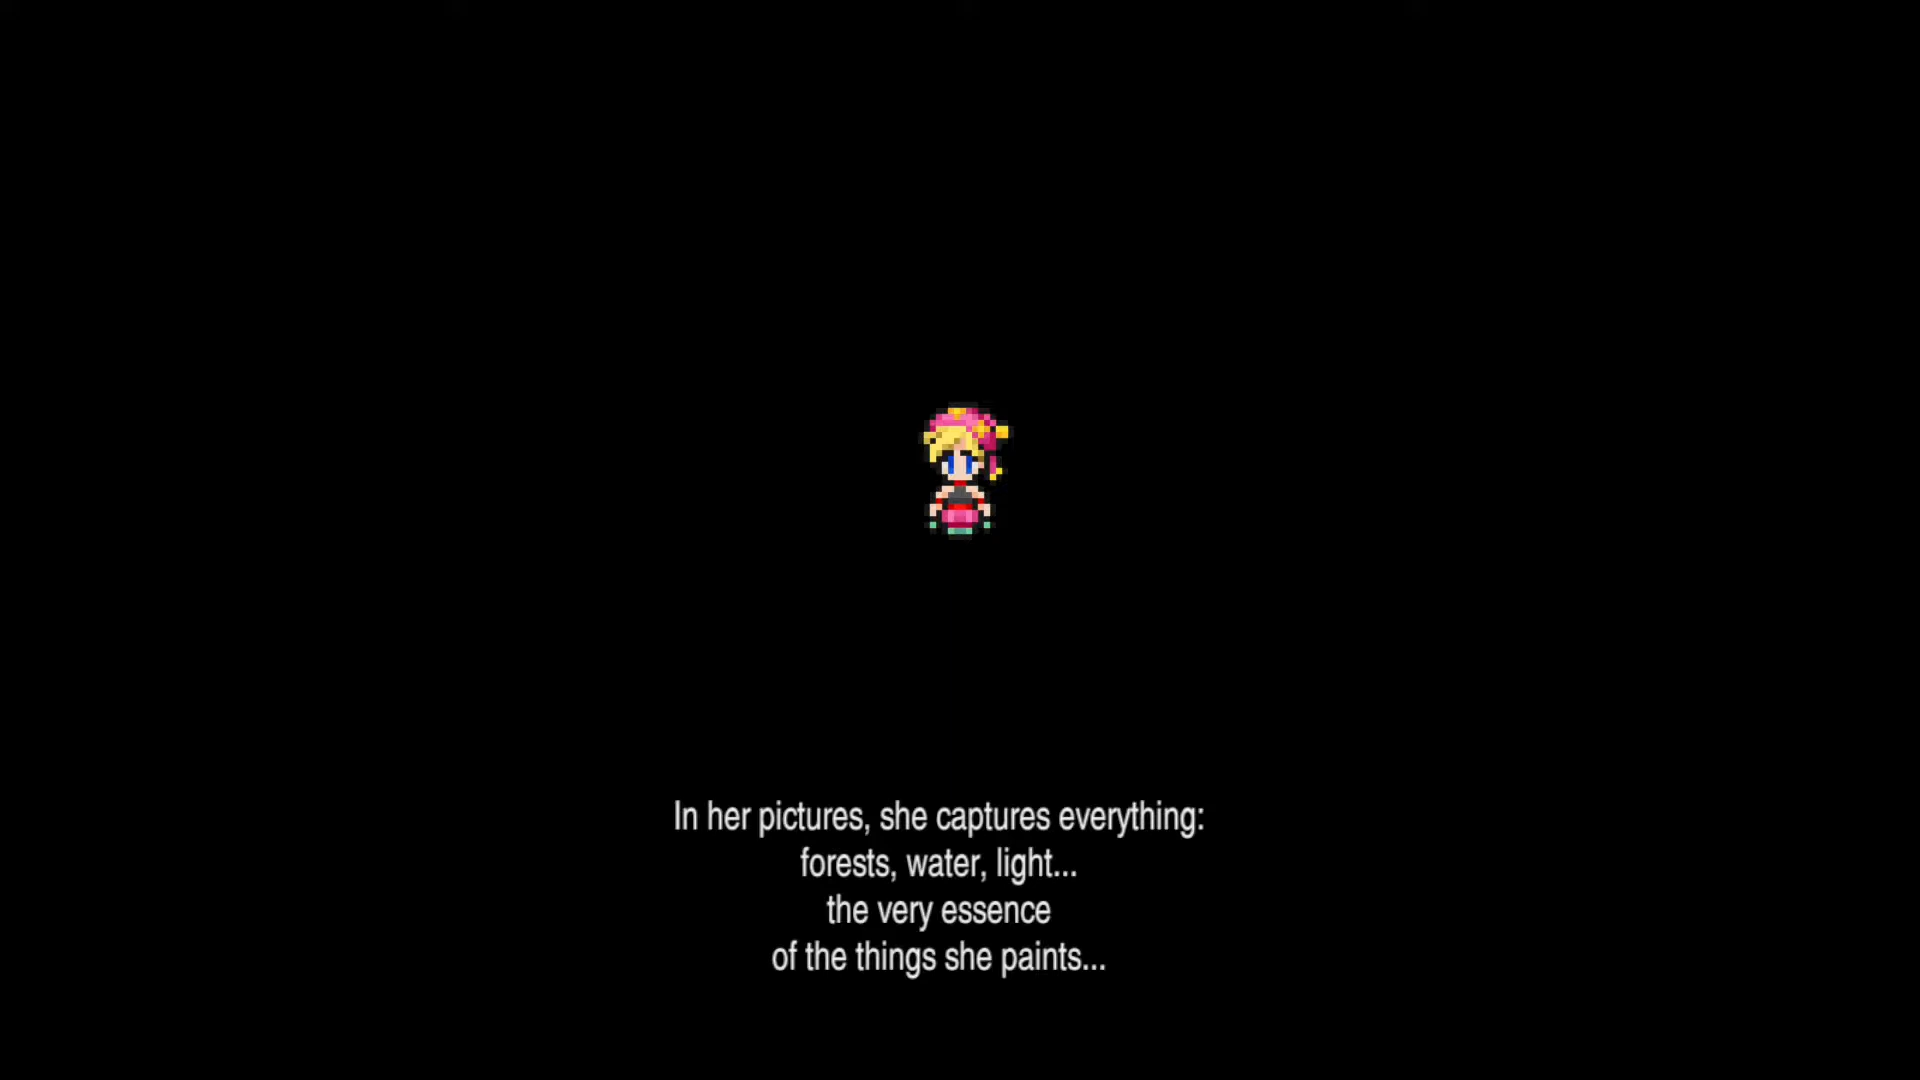 In her pictures, she captures everything:
forests, water, light...
the very essence
of the things she paints...